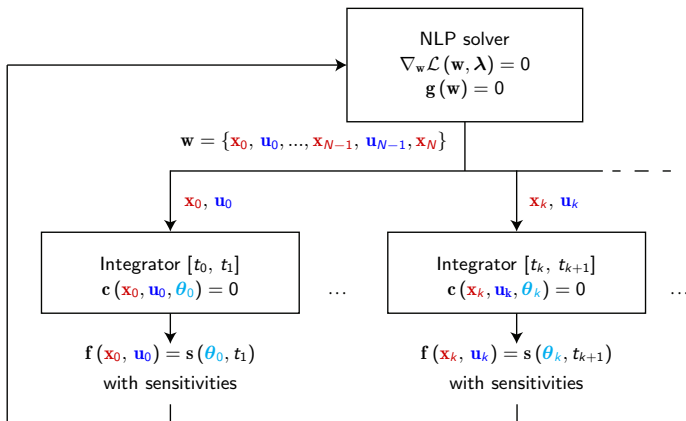 NLP solver
∇_w ℒ (w, λ) = 0
g (w) = 0
w = {x_0, u_0, ..., x_{N−1}, u_{N−1}, x_N}
x_0, u_0
x_k, u_k
Integrator [t_0, t_1]
c (x_0, u_0, θ_0) = 0
...
Integrator [t_k, t_{k+1}]
c (x_k, u_k, θ_k) = 0
...
f (x_0, u_0) = s (θ_0, t_1)
with sensitivities
f (x_k, u_k) = s (θ_k, t_{k+1})
with sensitivities